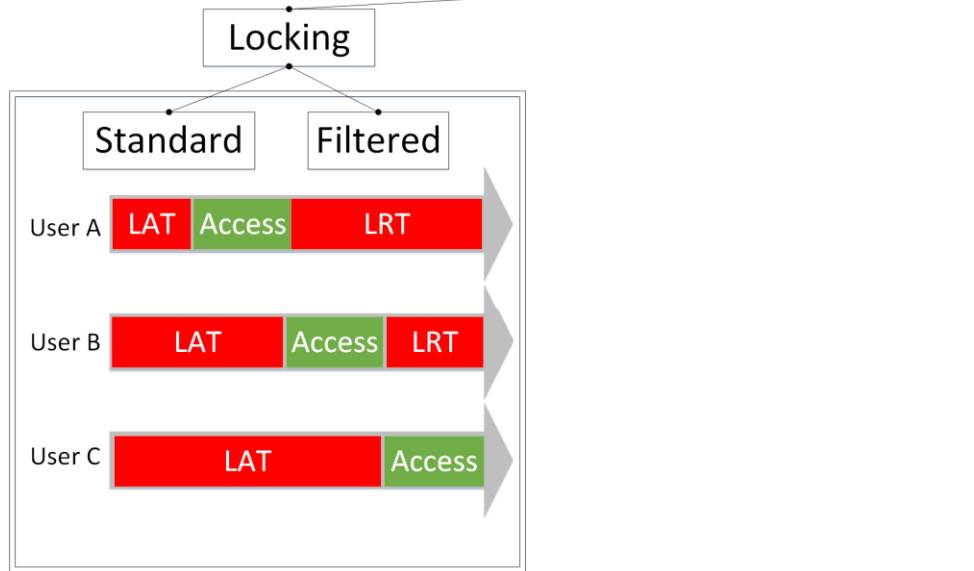 Locking
Standard Filtered
User A LAT Access LRT
User B LAT Access LRT
User C LAT Access